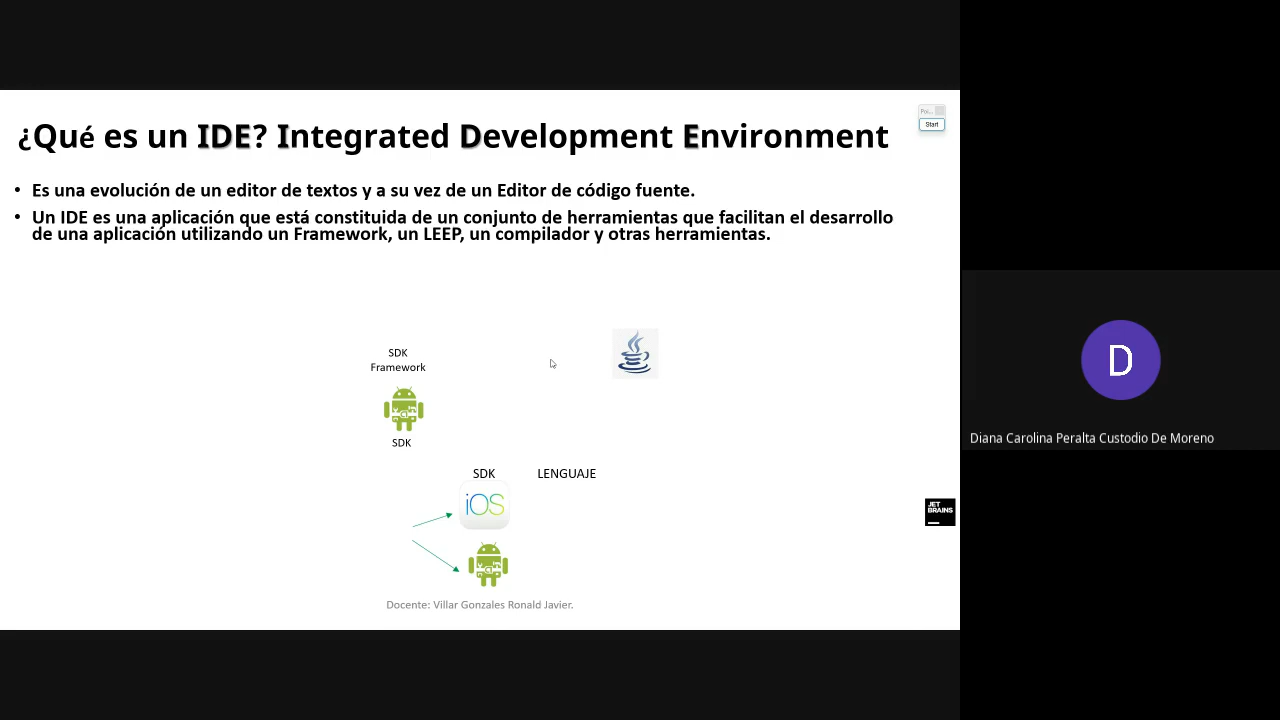 ¿Qué es un IDE? Integrated Development Environment
Start
• Es una evolución de un editor de textos y a su vez de un Editor de código fuente.
• Un IDE es una aplicación que está constituida de un conjunto de herramientas que facilitan el desarrollo
de una aplicación utilizando un Framework, un LEEP, un compilador y otras herramientas.
SDK
Framework
SDK
SDK
LENGUAJE
iOS
JET
BRAINS
Docente: Villar Gonzales Ronald Javier.
D
Diana Carolina Peralta Custodio De Moreno